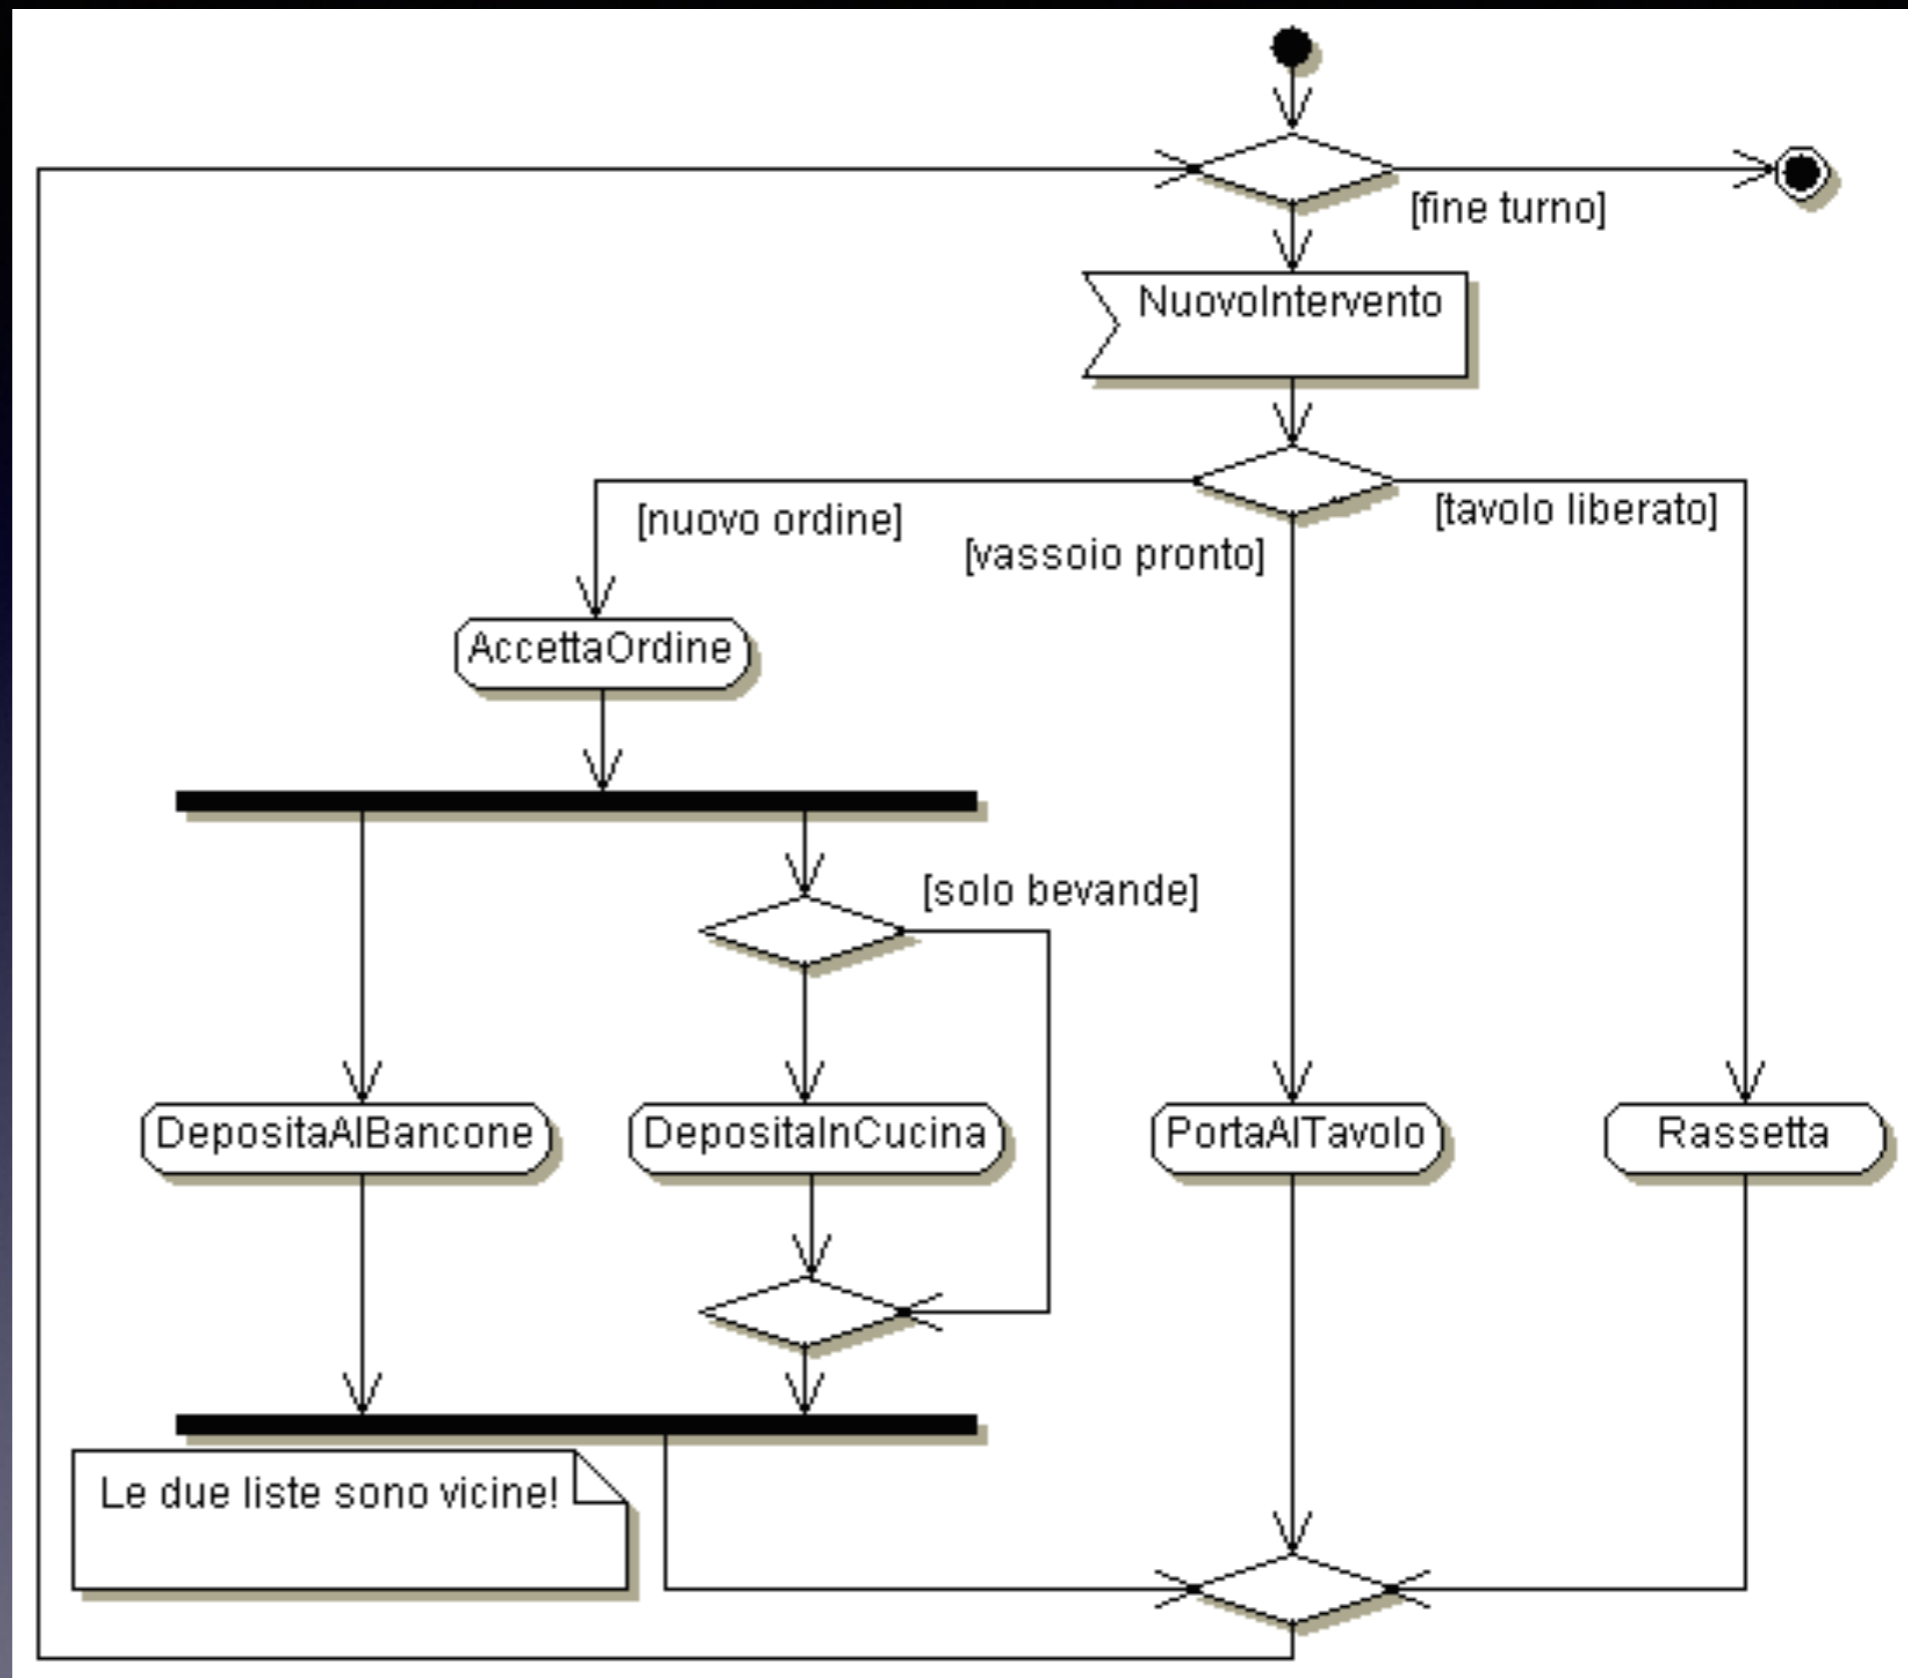 [fine turno]
NuovoIntervento
[nuovo ordine]
[vassoio pronto]
[tavolo liberato]
AccettaOrdine
[solo bevande]
DepositaAlBancone
DepositaInCucina
PortaAlTavolo
Rassetta
Le due liste sono vicine!